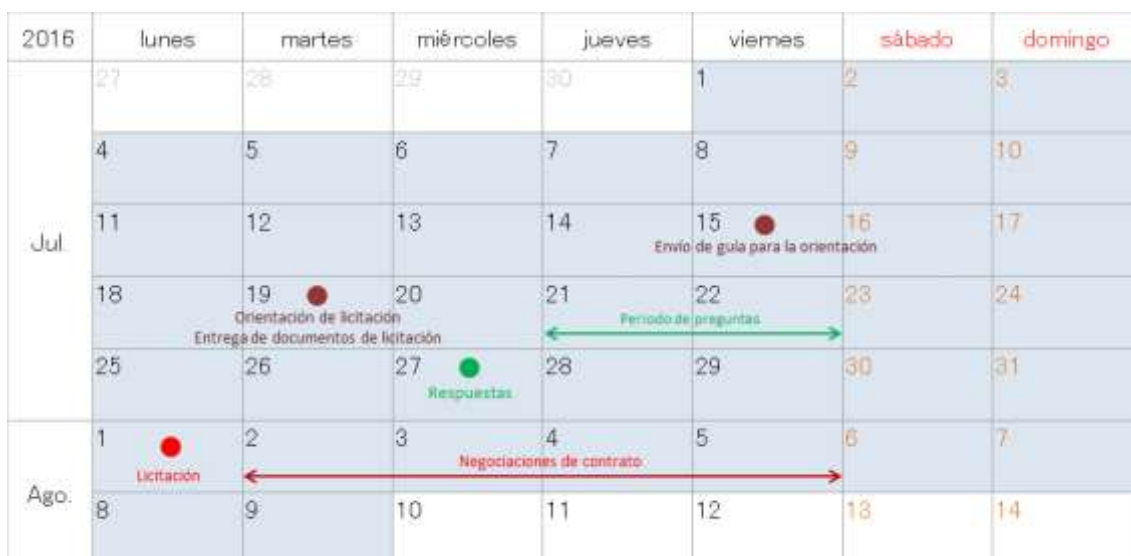 2016 lunes martes miércoles jueves viernes sábado domingo
27 28 29 30 1 2 3
4 5 6 7 8 9 10
Jul.
11 12 13 14 15 16 17
Envío de guía para la orientación
18 19 20 21 22 23 24
Orientación de licitación
Periodo de preguntas
Entrega de documentos de licitación
25 26 27 28 29 30 31
Respuestas
1 2 3 4 5 6 7
Licitación
Negociaciones de contrato
Ago.
8 9 10 11 12 13 14